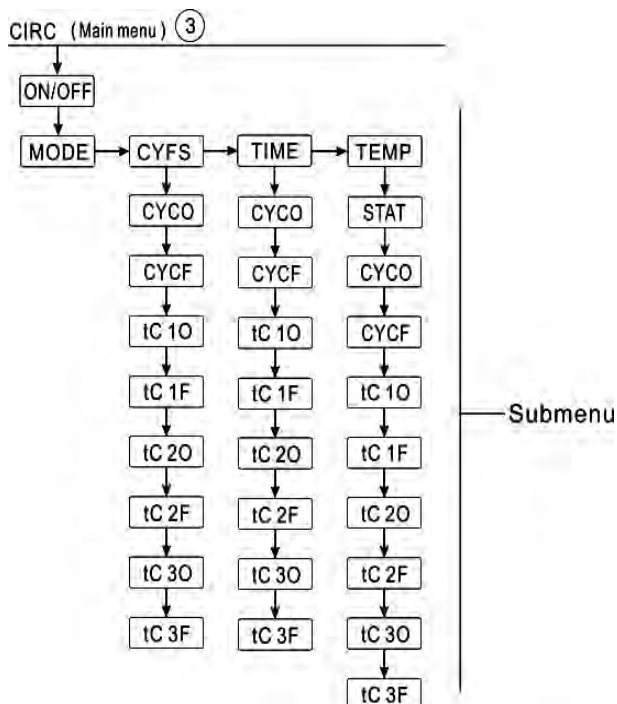 CIRC (Main menu) 3
ON/OFF
MODE CYFS TIME TEMP
CYCO CYCO STAT
CYCF CYCF CYCO
tC 1O tC 1O CYCF
tC 1F tC 1F tC 1O
tC 2O tC 2O tC 1F
Submenu
tC 2F tC 2F tC 2O
tC 3O tC 3O tC 2F
tC 3F tC 3F tC 3O
tC 3F